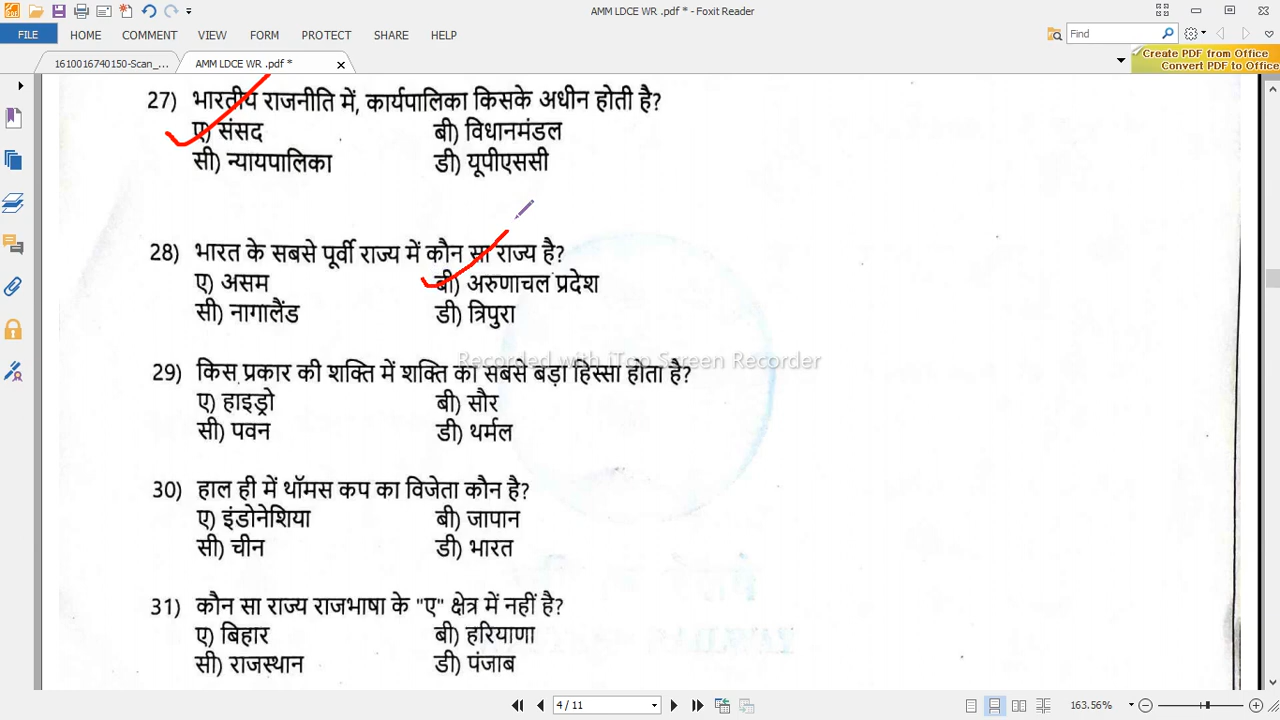 AMM LDCE WR .pdf * - Foxit Reader
FILE HOME COMMENT VIEW FORM PROTECT SHARE HELP
Find
1610016740150-Scan_... AMM LDCE WR .pdf *
Create PDF from Office
Convert PDF to Office
27) भारतीय राजनीति में, कार्यपालिका किसके अधीन होती है?
ए) संसद बी) विधानमंडल
सी) न्यायपालिका डी) यूपीएससी
28) भारत के सबसे पूर्वी राज्य में कौन सा राज्य है?
ए) असम बी) अरुणाचल प्रदेश
सी) नागालैंड डी) त्रिपुरा
Recorded with iTop Screen Recorder
29) किस प्रकार की शक्ति में शक्ति का सबसे बड़ा हिस्सा होता है?
ए) हाइड्रो बी) सौर
सी) पवन डी) थर्मल
30) हाल ही में थॉमस कप का विजेता कौन है?
ए) इंडोनेशिया बी) जापान
सी) चीन डी) भारत
31) कौन सा राज्य राजभाषा के "ए" क्षेत्र में नहीं है?
ए) बिहार बी) हरियाणा
सी) राजस्थान डी) पंजाब
4 / 11
163.56%